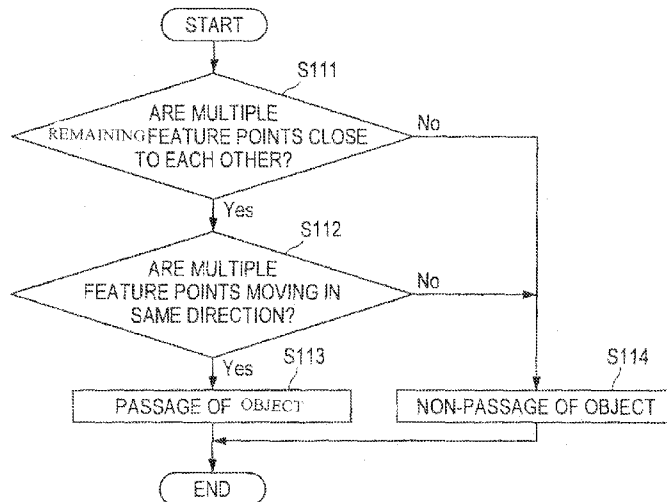 START
S111
ARE MULTIPLE
REMAINING FEATURE POINTS CLOSE
TO EACH OTHER?
No
Yes
S112
ARE MULTIPLE
FEATURE POINTS MOVING IN
SAME DIRECTION?
No
Yes
S113
PASSAGE OF OBJECT
S114
NON-PASSAGE OF OBJECT
END